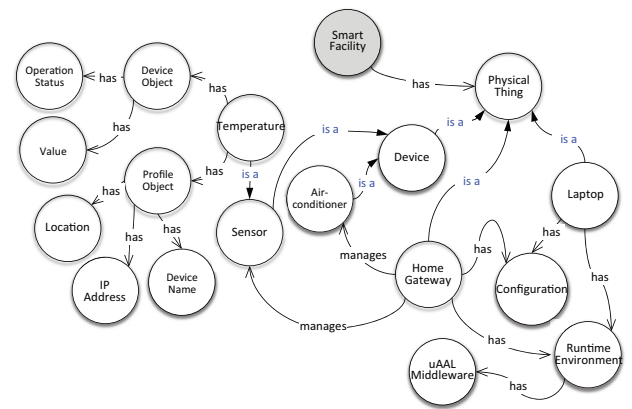 Smart
Facility
has
Physical
Thing
Operation
Status
has
Device
Object
has
Temperature
has
Value
is a
is a
Device
is a
has
Profile
Object
has
is a
Air-
conditioner
is a
is a
Laptop
Location
has
has
has
Sensor
manages
has
has
IP
Address
Device
Name
Home
Gateway
Configuration
has
manages
has
Runtime
Environment
uAAL
Middleware
has